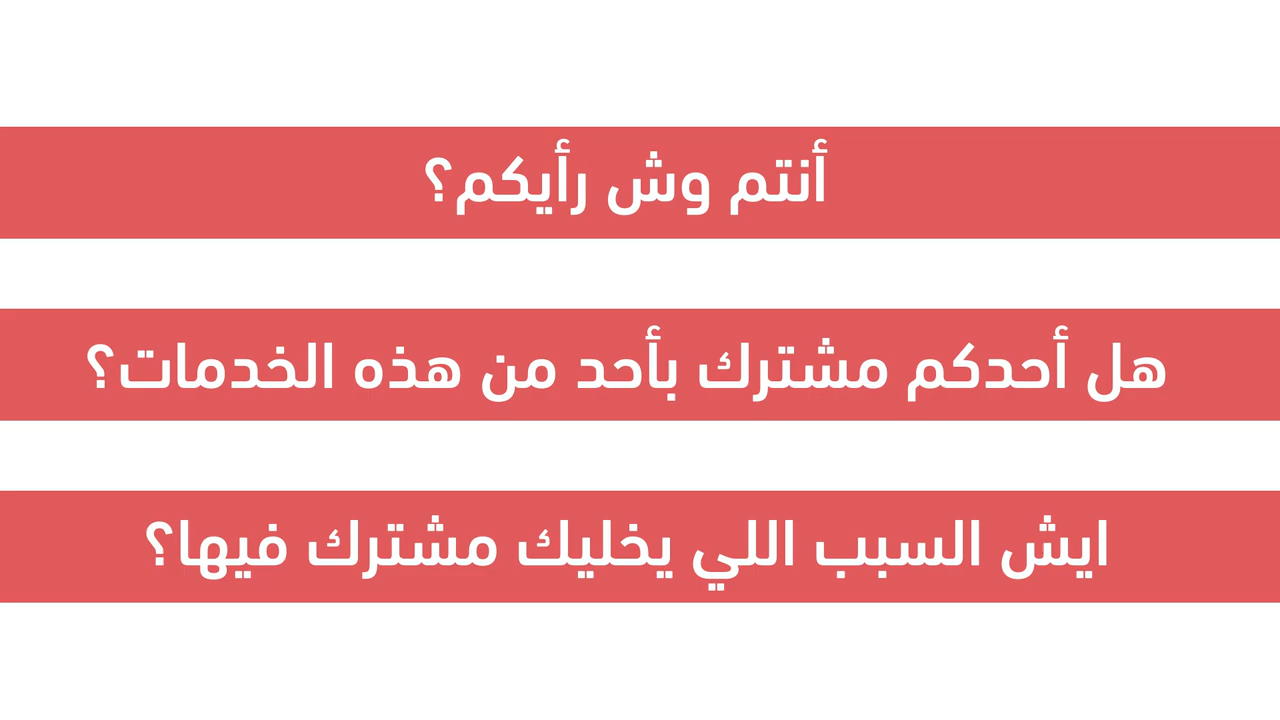 أنتم وش رأيكم؟
هل أحدكم مشترك بأحد من هذه الخدمات؟
ايش السبب اللي يخليك مشترك فيها؟